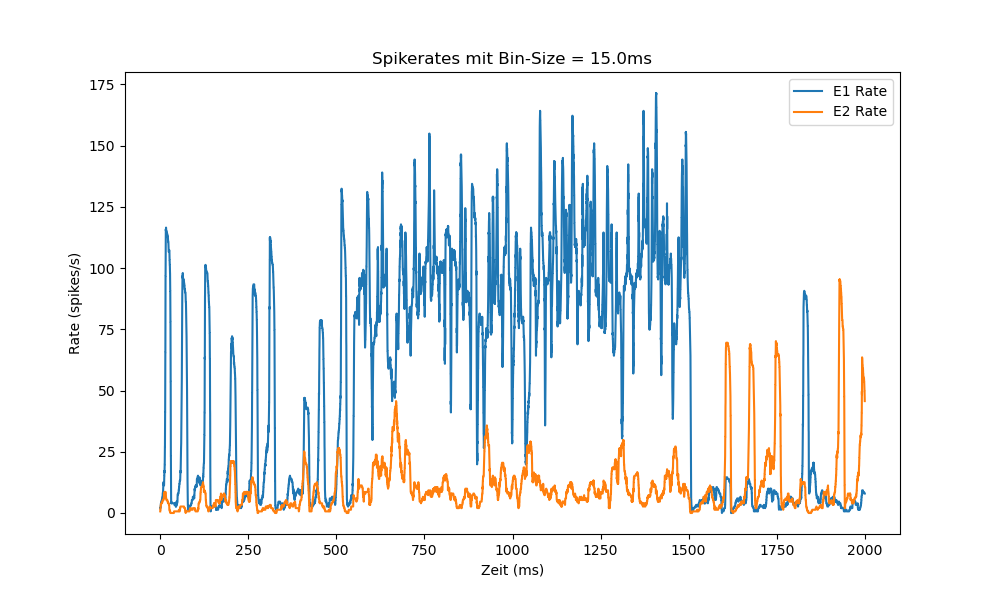 Spikerates mit Bin-Size = 15.0ms
E1 Rate
E2 Rate
Rate (spikes/s)
175
150
125
100
75
50
25
0
0 250 500 750 1000 1250 1500 1750 2000
Zeit (ms)